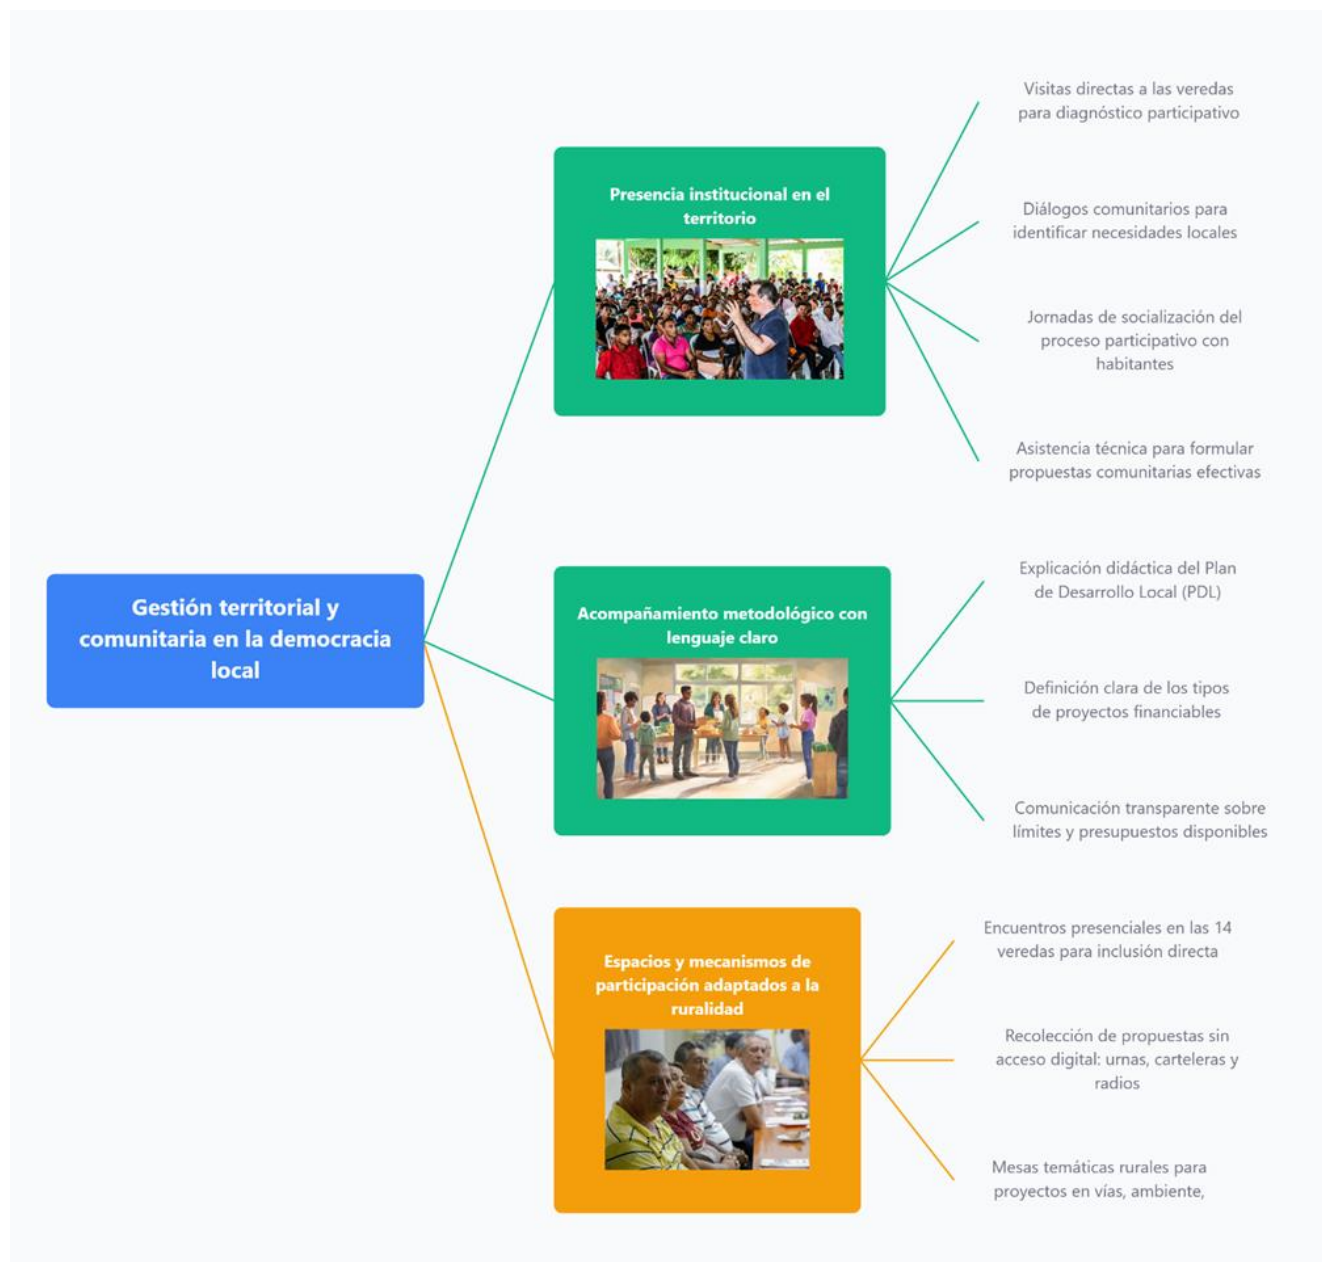 Gestión territorial y
comunitaria en la democracia
local
Presencia institucional en el
territorio
Visitas directas a las veredas
para diagnóstico participativo
Diálogos comunitarios para
identificar necesidades locales
Jornadas de socialización del
proceso participativo con
habitantes
Asistencia técnica para formular
propuestas comunitarias efectivas
Acompañamiento metodológico con
lenguaje claro
Explicación didáctica del Plan
de Desarrollo Local (PDL)
Definición clara de los tipos
de proyectos financiables
Comunicación transparente sobre
límites y presupuestos disponibles
Espacios y mecanismos de
participación adaptados a la
ruralidad
Encuentros presenciales en las 14
veredas para inclusión directa
Recolección de propuestas sin
acceso digital: urnas, carteleras y
radios
Mesas temáticas rurales para
proyectos en vías, ambiente,